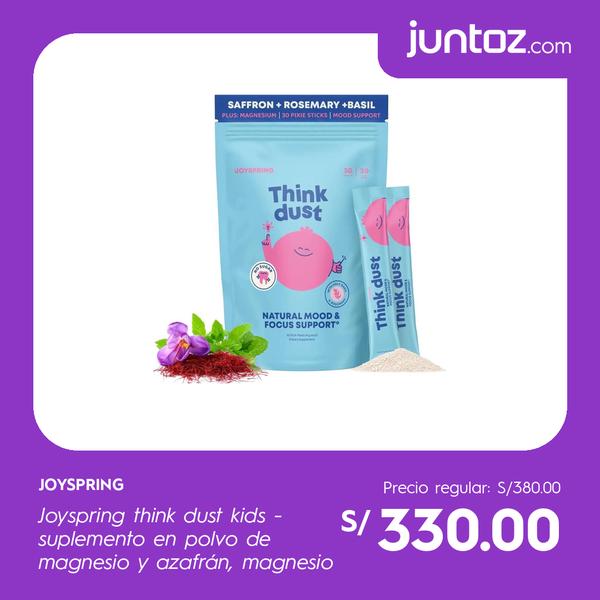 juntoz.com
SAFFRON + ROSEMARY +BASIL
PLUS: MAGNESIUM | 30 PIXIE STICKS | MOOD SUPPORT
JOYSPRING
Think
dust
NO SUGAR
NATURAL MOOD &
FOCUS SUPPORT
Think dust
Think dust
JOYSPRING
Joyspring think dust kids -
suplemento en polvo de
magnesio y azafrán, magnesio
Precio regular: S/380.00
S/ 330.00